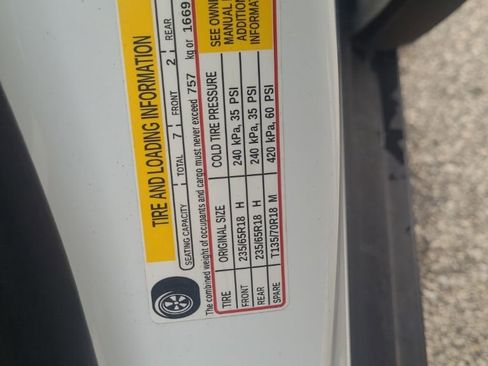 TIRE AND LOADING INFORMATION
SEATING CAPACITY TOTAL 7 FRONT 2 REAR
The combined weight of occupants and cargo must never exceed 757 kg or 1669
TIRE ORIGINAL SIZE COLD TIRE PRESSURE
FRONT 235/65R18 H 240 kPa, 35 PSI
REAR 235/65R18 H 240 kPa, 35 PSI
SPARE T135/70R18 M 420 kPa, 60 PSI
SEE OWNE
MANUAL
ADDITION
INFORMA